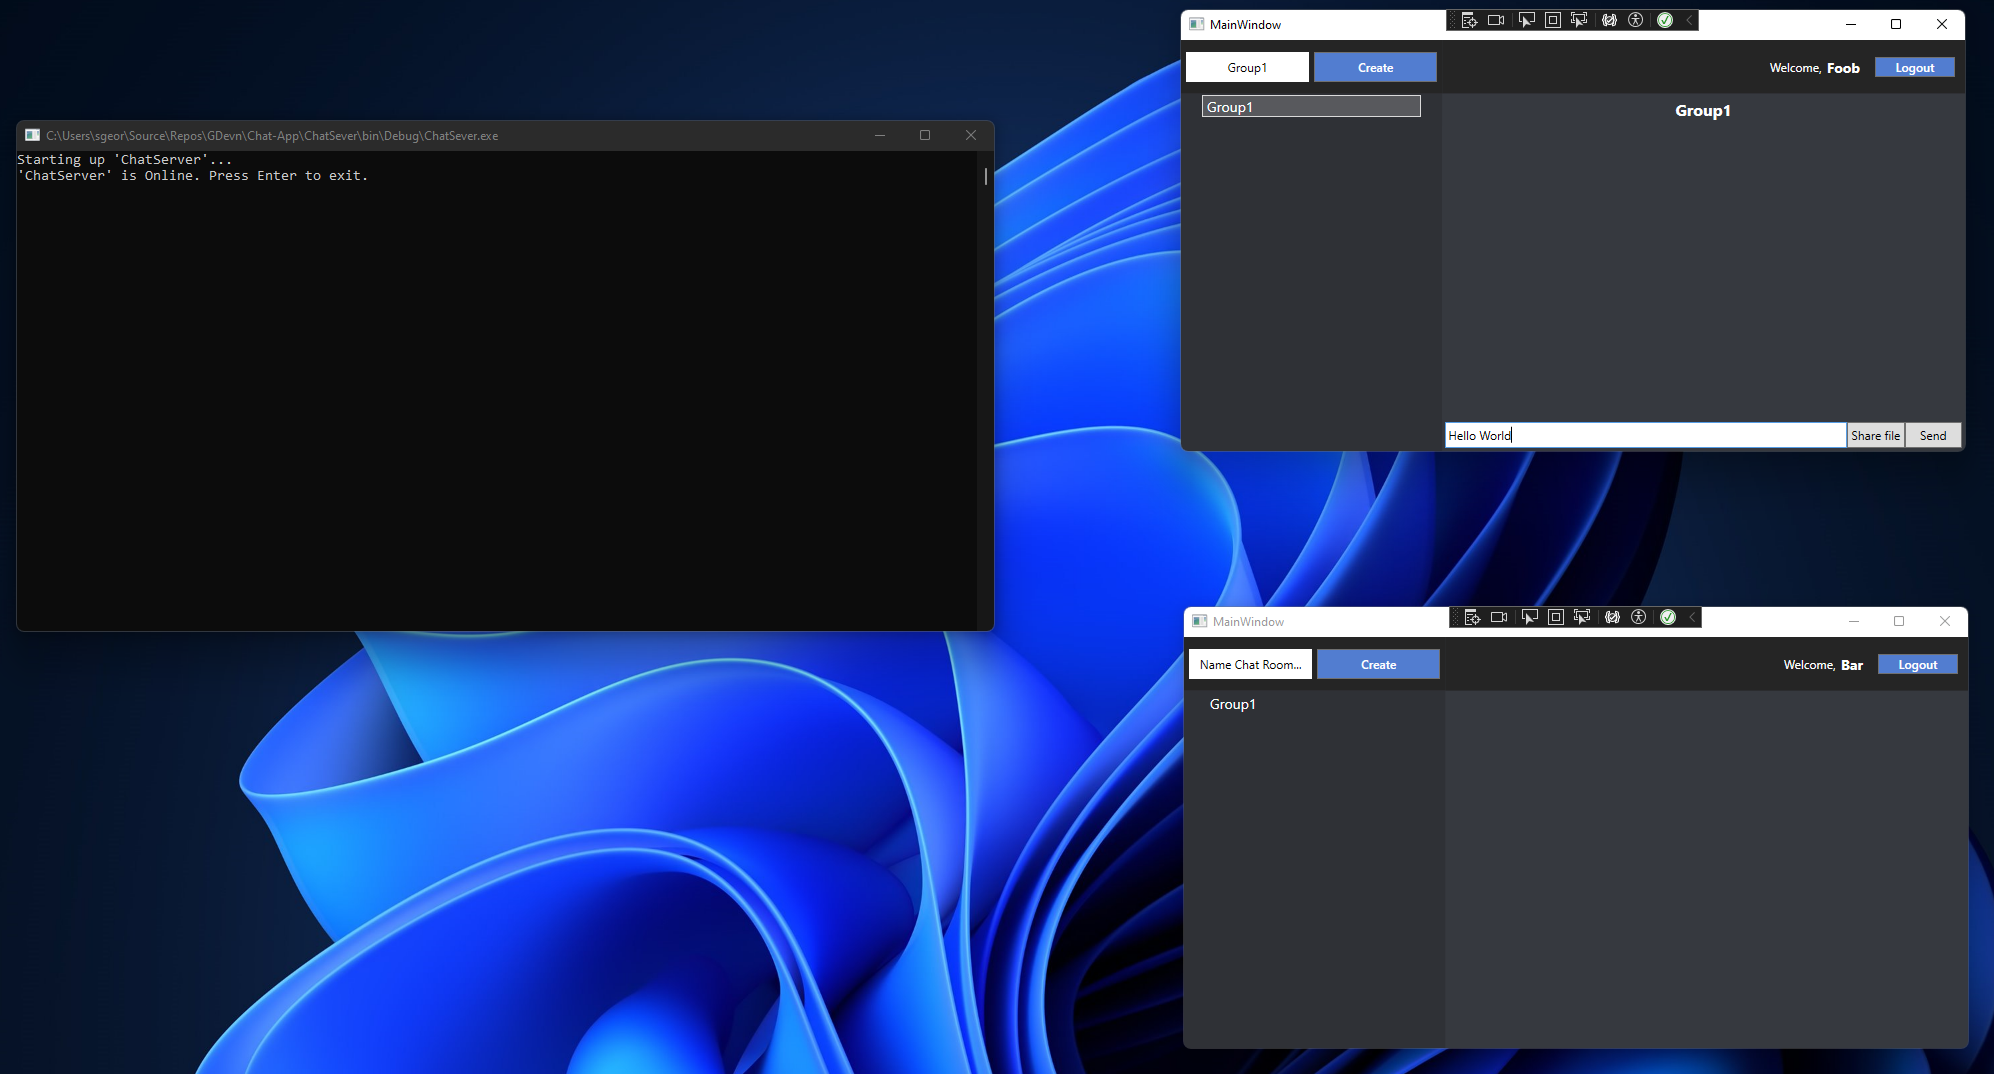 C:\Users\sgeor\Source\Repos\GDevn\Chat-App\ChatSever\bin\Debug\ChatSever.exe
Starting up 'ChatServer'...
'ChatServer' is Online. Press Enter to exit.
MainWindow
Group1 Create Welcome, Foob Logout
Group1
Group1
Hello World Share file Send
MainWindow
Name Chat Room... Create Welcome, Bar Logout
Group1